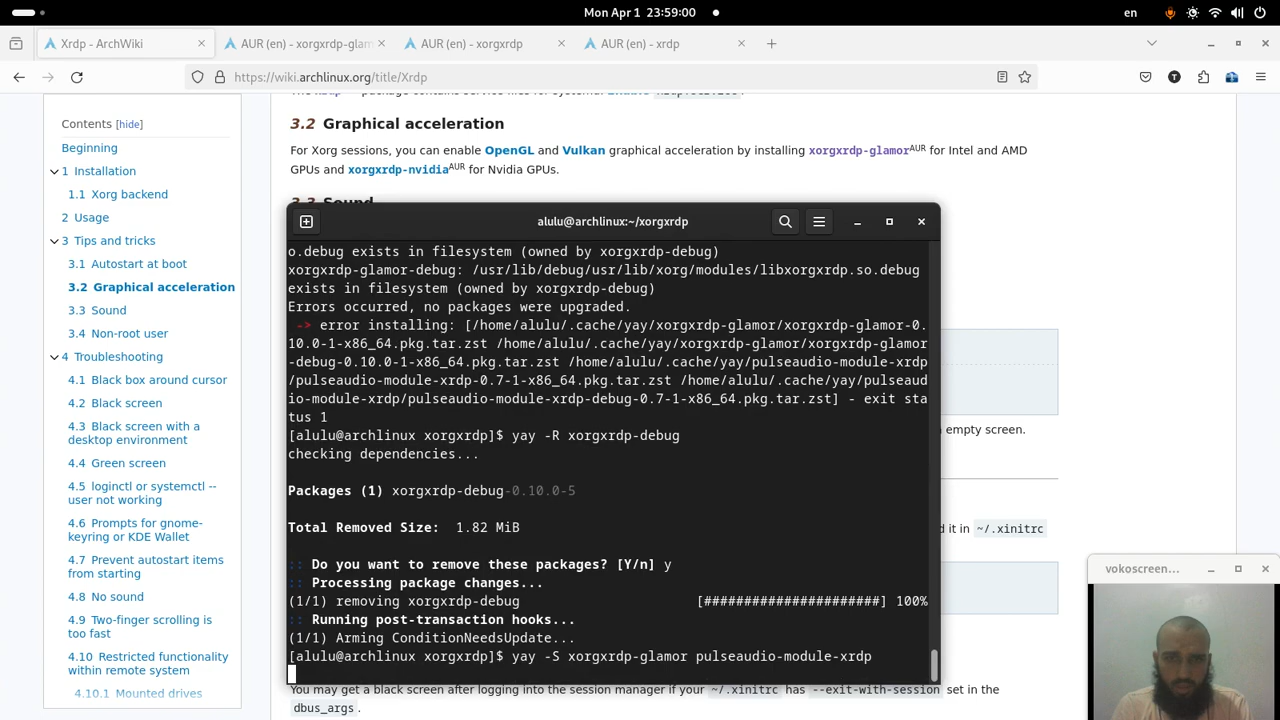 Mon Apr 1 23:59:00
en
Xrdp - ArchWiki
AUR (en) - xorgxrdp-glam
AUR (en) - xorgxrdp
AUR (en) - xrdp
https://wiki.archlinux.org/title/Xrdp
Contents [hide]
Beginning
1 Installation
1.1 Xorg backend
2 Usage
3 Tips and tricks
3.1 Autostart at boot
3.2 Graphical acceleration
3.3 Sound
3.4 Non-root user
4 Troubleshooting
4.1 Black box around cursor
4.2 Black screen
4.3 Black screen with a
desktop environment
4.4 Green screen
4.5 loginctl or systemctl --
user not working
4.6 Prompts for gnome-
keyring or KDE Wallet
4.7 Prevent autostart items
from starting
4.8 No sound
4.9 Two-finger scrolling is
too fast
4.10 Restricted functionality
within remote system
4.10.1 Mounted drives
3.2 Graphical acceleration
For Xorg sessions, you can enable OpenGL and Vulkan graphical acceleration by installing xorgxrdp-glamorAUR for Intel and AMD
GPUs and xorgxrdp-nvidiaAUR for Nvidia GPUs.
3.3 Sound
alulu@archlinux:~/xorgxrdp
o.debug exists in filesystem (owned by xorgxrdp-debug)
xorgxrdp-glamor-debug: /usr/lib/debug/usr/lib/xorg/modules/libxorgxrdp.so.debug
exists in filesystem (owned by xorgxrdp-debug)
Errors occurred, no packages were upgraded.
-> error installing: [/home/alulu/.cache/yay/xorgxrdp-glamor/xorgxrdp-glamor-0.
10.0-1-x86_64.pkg.tar.zst /home/alulu/.cache/yay/xorgxrdp-glamor/xorgxrdp-glamor
-debug-0.10.0-1-x86_64.pkg.tar.zst /home/alulu/.cache/yay/pulseaudio-module-xrdp
/pulseaudio-module-xrdp-0.7-1-x86_64.pkg.tar.zst /home/alulu/.cache/yay/pulseaud
io-module-xrdp/pulseaudio-module-xrdp-debug-0.7-1-x86_64.pkg.tar.zst] - exit sta
tus 1
[alulu@archlinux xorgxrdp]$ yay -R xorgxrdp-debug
checking dependencies...
Packages (1) xorgxrdp-debug-0.10.0-5
Total Removed Size:  1.82 MiB
:: Do you want to remove these packages? [Y/n] y
:: Processing package changes...
(1/1) removing xorgxrdp-debug [######################] 100%
:: Running post-transaction hooks...
(1/1) Arming ConditionNeedsUpdate...
[alulu@archlinux xorgxrdp]$ yay -S xorgxrdp-glamor pulseaudio-module-xrdp
empty screen.
it in ~/.xinitrc
You may get a black screen after logging into the session manager if your ~/.xinitrc has --exit-with-session set in the
dbus_args.
vokoscreen...